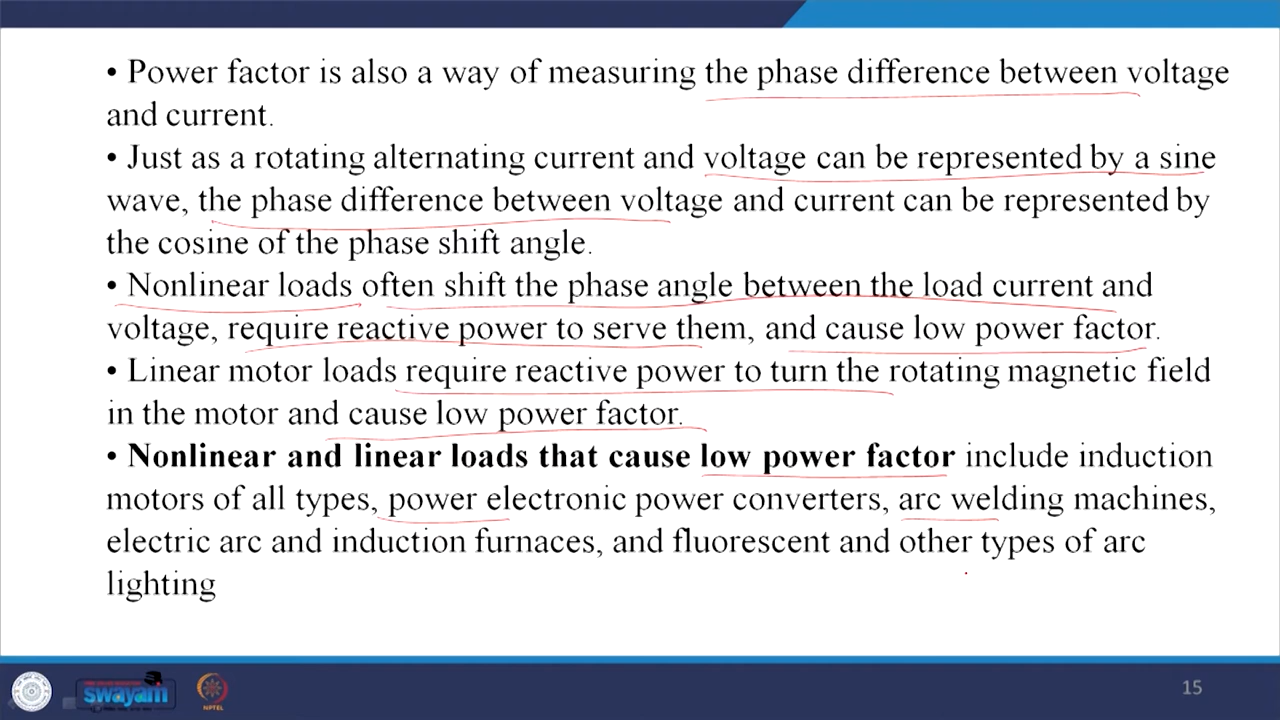 • Power factor is also a way of measuring the phase difference between voltage
and current.
• Just as a rotating alternating current and voltage can be represented by a sine
wave, the phase difference between voltage and current can be represented by
the cosine of the phase shift angle.
• Nonlinear loads often shift the phase angle between the load current and
voltage, require reactive power to serve them, and cause low power factor.
• Linear motor loads require reactive power to turn the rotating magnetic field
in the motor and cause low power factor.
• Nonlinear and linear loads that cause low power factor include induction
motors of all types, power electronic power converters, arc welding machines,
electric arc and induction furnaces, and fluorescent and other types of arc
lighting
swayam
NPTEL
15